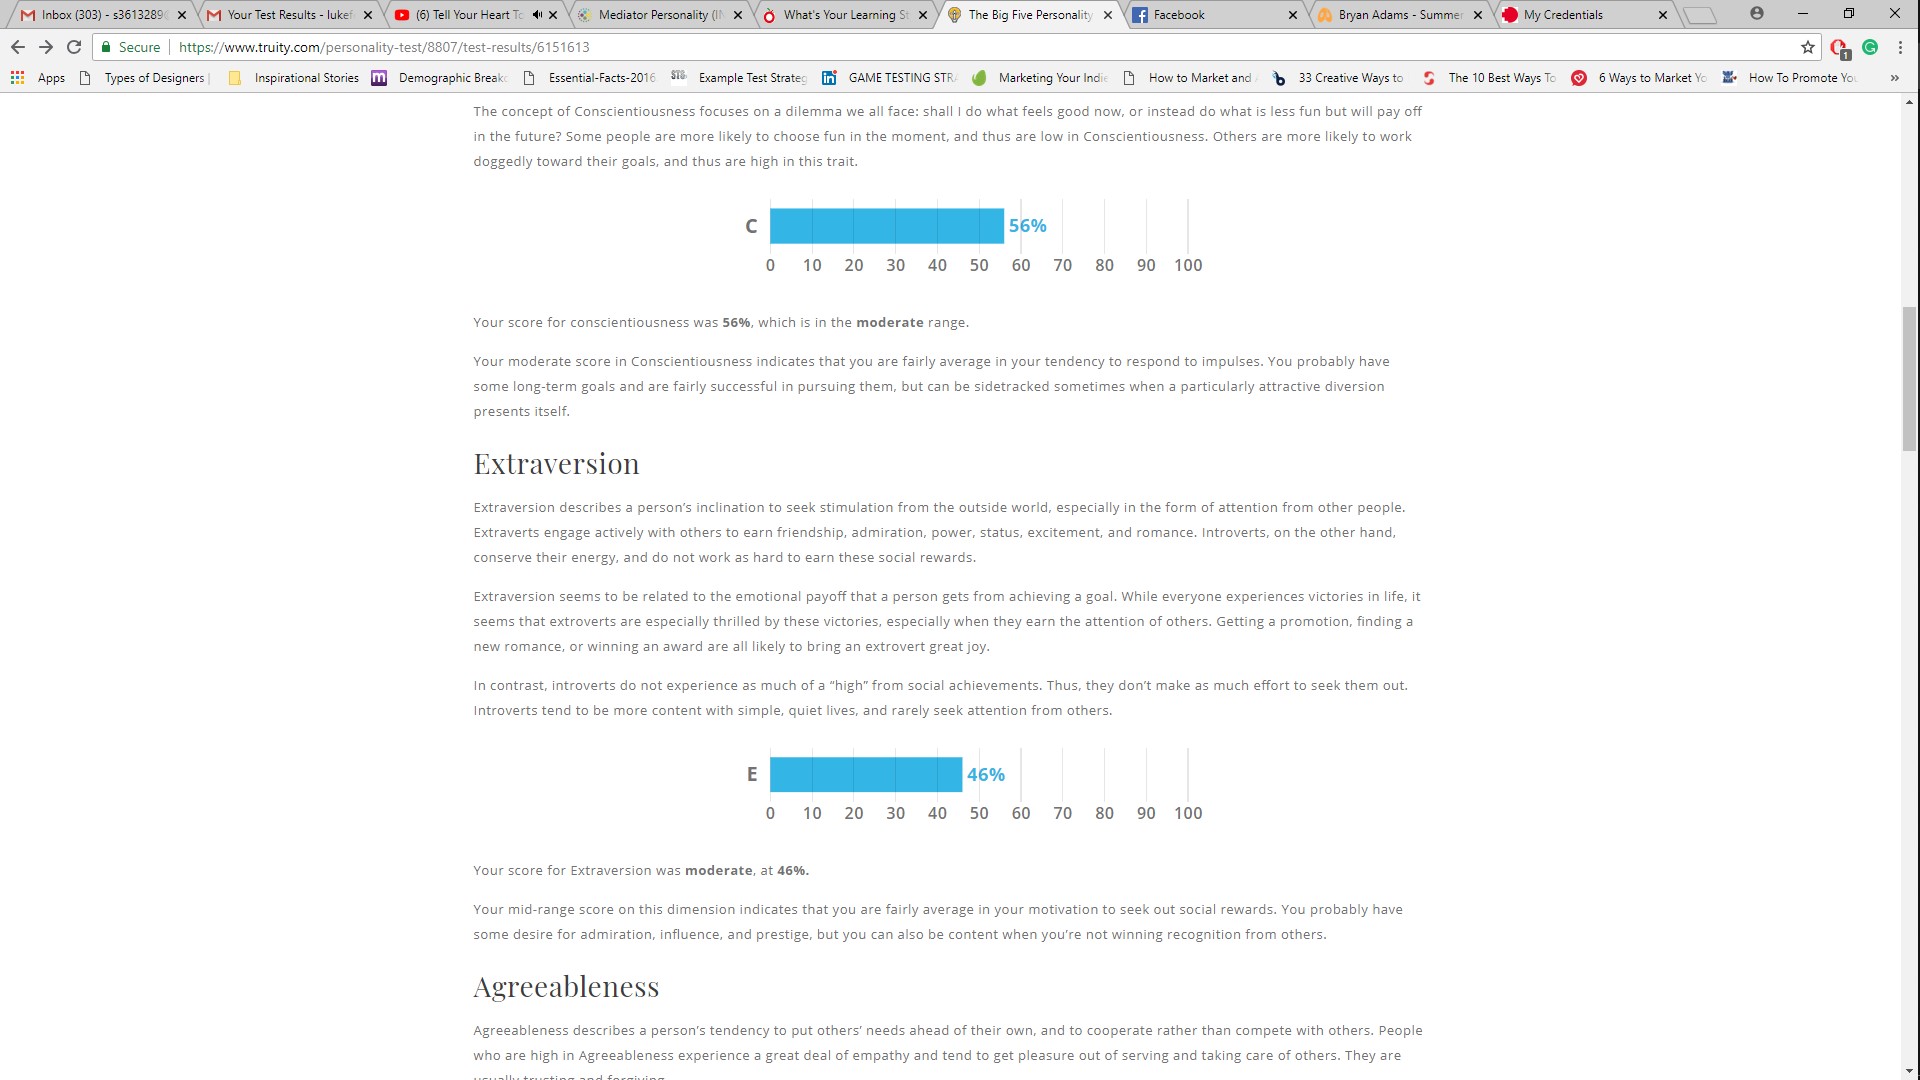 Inbox (303) - s3613289
Your Test Results - lukef
(6) Tell Your Heart To
Mediator Personality (IN
What's Your Learning St
The Big Five Personality
Facebook
Bryan Adams - Summer
My Credentials
Secure | https://www.truity.com/personality-test/8807/test-results/6151613
1
Apps
Types of Designers |
Inspirational Stories
m Demographic Break
Essential-Facts-2016
STG Example Test Strateg
in GAME TESTING STRA
Marketing Your Indie
How to Market and
33 Creative Ways to
The 10 Best Ways To
6 Ways to Market Yo
How To Promote You
»
The concept of Conscientiousness focuses on a dilemma we all face: shall I do what feels good now, or instead do what is less fun but will pay off
in the future? Some people are more likely to choose fun in the moment, and thus are low in Conscientiousness. Others are more likely to work
doggedly toward their goals, and thus are high in this trait.
C 56%
0 10 20 30 40 50 60 70 80 90 100
Your score for conscientiousness was 56%, which is in the moderate range.
Your moderate score in Conscientiousness indicates that you are fairly average in your tendency to respond to impulses. You probably have
some long-term goals and are fairly successful in pursuing them, but can be sidetracked sometimes when a particularly attractive diversion
presents itself.
Extraversion
Extraversion describes a person’s inclination to seek stimulation from the outside world, especially in the form of attention from other people.
Extraverts engage actively with others to earn friendship, admiration, power, status, excitement, and romance. Introverts, on the other hand,
conserve their energy, and do not work as hard to earn these social rewards.
Extraversion seems to be related to the emotional payoff that a person gets from achieving a goal. While everyone experiences victories in life, it
seems that extroverts are especially thrilled by these victories, especially when they earn the attention of others. Getting a promotion, finding a
new romance, or winning an award are all likely to bring an extrovert great joy.
In contrast, introverts do not experience as much of a “high” from social achievements. Thus, they don’t make as much effort to seek them out.
Introverts tend to be more content with simple, quiet lives, and rarely seek attention from others.
E 46%
0 10 20 30 40 50 60 70 80 90 100
Your score for Extraversion was moderate, at 46%.
Your mid-range score on this dimension indicates that you are fairly average in your motivation to seek out social rewards. You probably have
some desire for admiration, influence, and prestige, but you can also be content when you’re not winning recognition from others.
Agreeableness
Agreeableness describes a person’s tendency to put others’ needs ahead of their own, and to cooperate rather than compete with others. People
who are high in Agreeableness experience a great deal of empathy and tend to get pleasure out of serving and taking care of others. They are
usually trusting and forgiving.